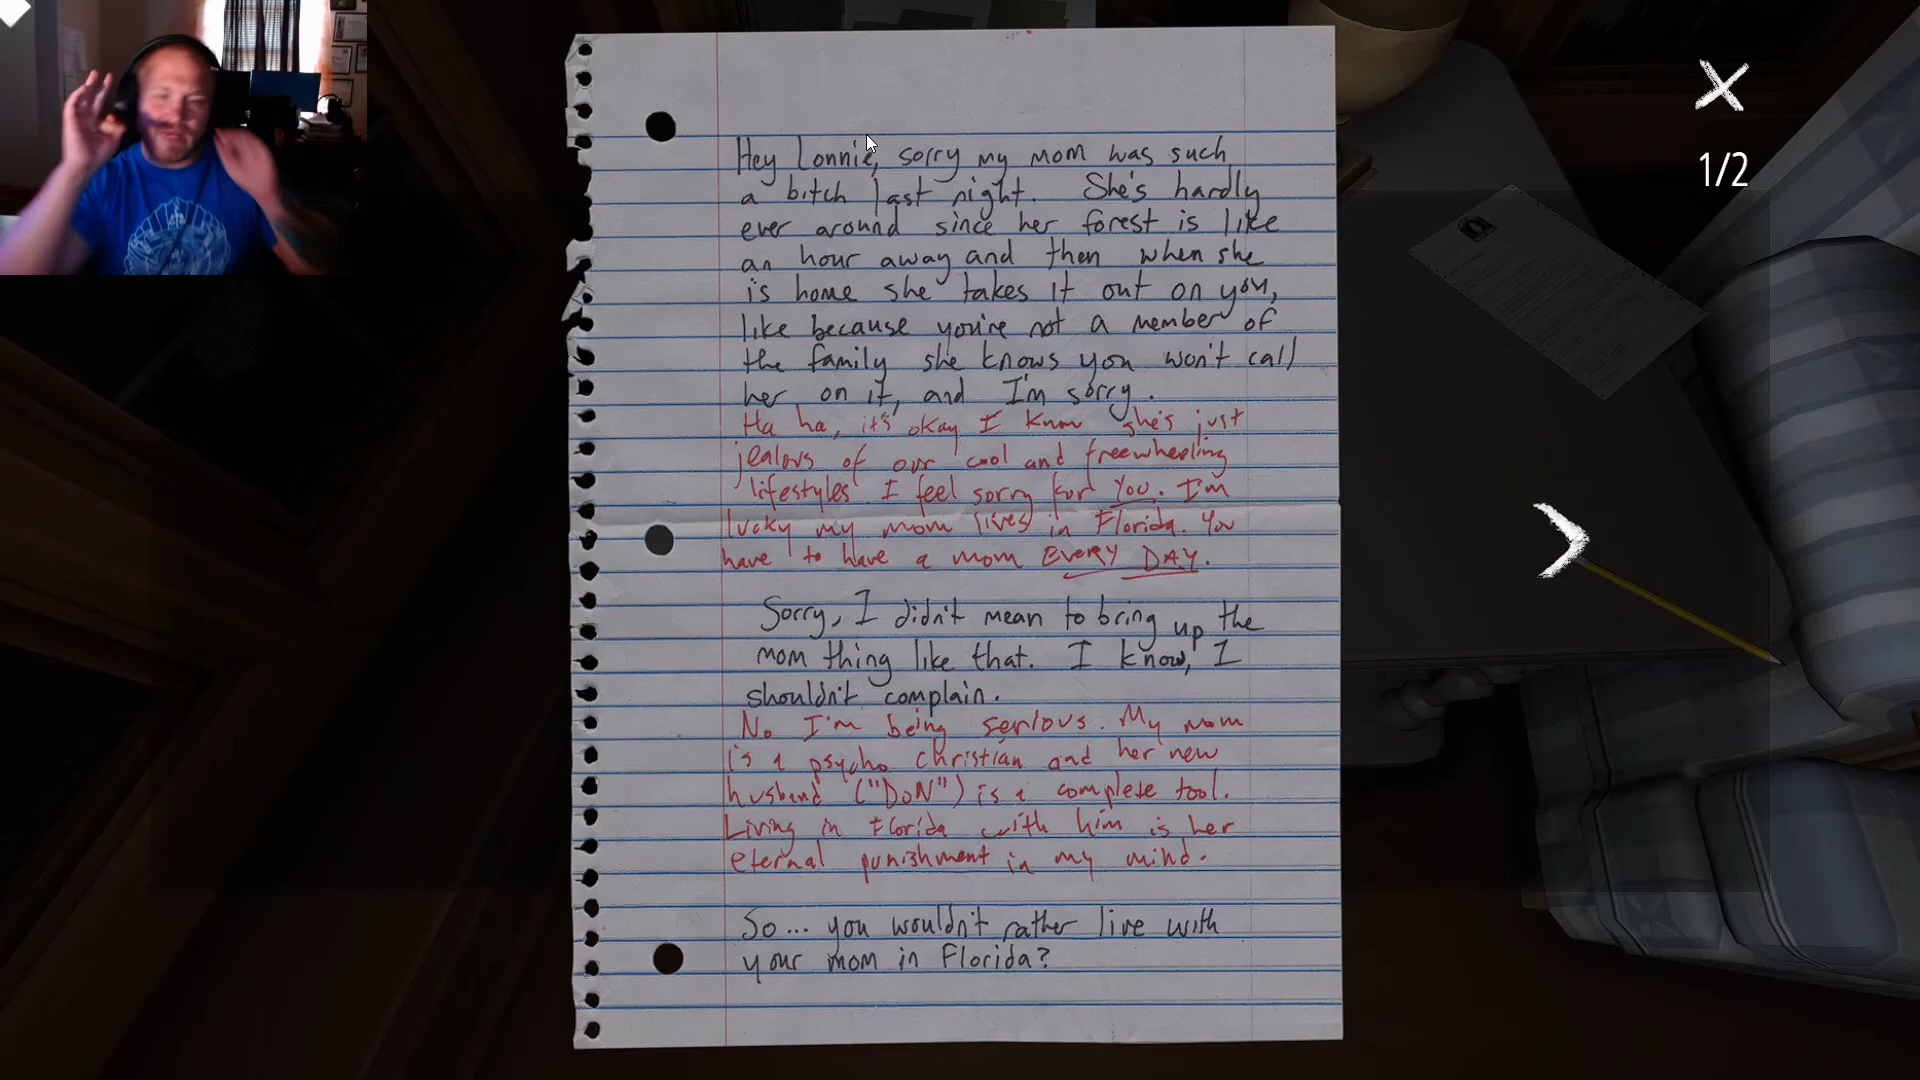 Hey Lonnie, sorry my mom was such
a bitch last night. She's hardly
ever around since her forest is like
an hour away and then when she
is home she takes it out on you,
like because you're not a member of
the family she knows you won't call
her on it, and I'm sorry.
Ha ha, it's okay I know she's just
jealous of our cool and freewheeling
lifestyles I feel sorry for YOU. I'm
lucky my mom lives in Florida. You
have to have a mom EVERY DAY.
Sorry, I didn't mean to bring up the
mom thing like that. I know, I
shouldn't complain.
No I'm being serious. My mom
is a psycho Christian and her new
husband ("DoN") is a complete tool.
Living in Florida with him is her
eternal punishment in my mind.
So... you wouldn't rather live with
your mom in Florida?
1/2